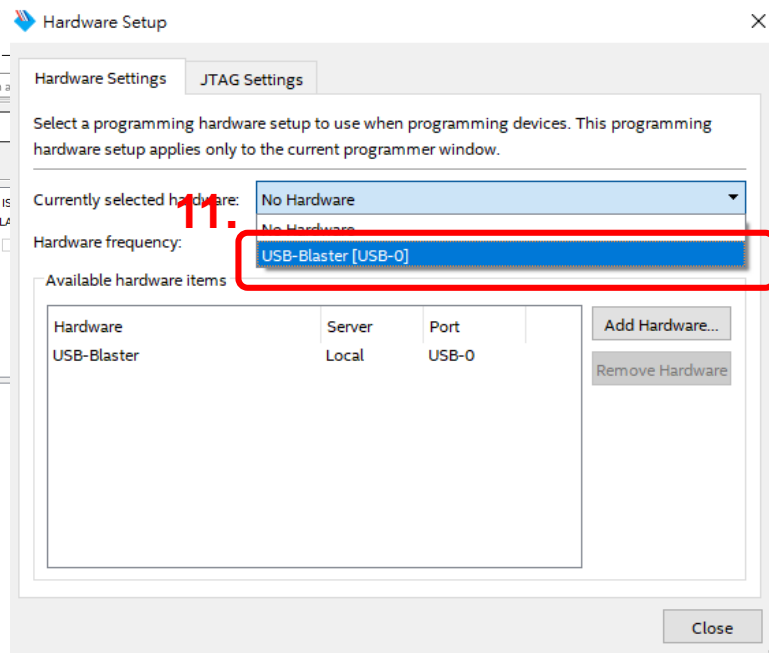 Hardware Setup
Hardware Settings
JTAG Settings
Select a programming hardware setup to use when programming devices. This programming
hardware setup applies only to the current programmer window.
Currently selected hardware:
No Hardware
11.
No Hardware
Hardware frequency:
USB-Blaster [USB-0]
Available hardware items
Hardware Server Port
Add Hardware...
USB-Blaster Local USB-0
Remove Hardware
Close